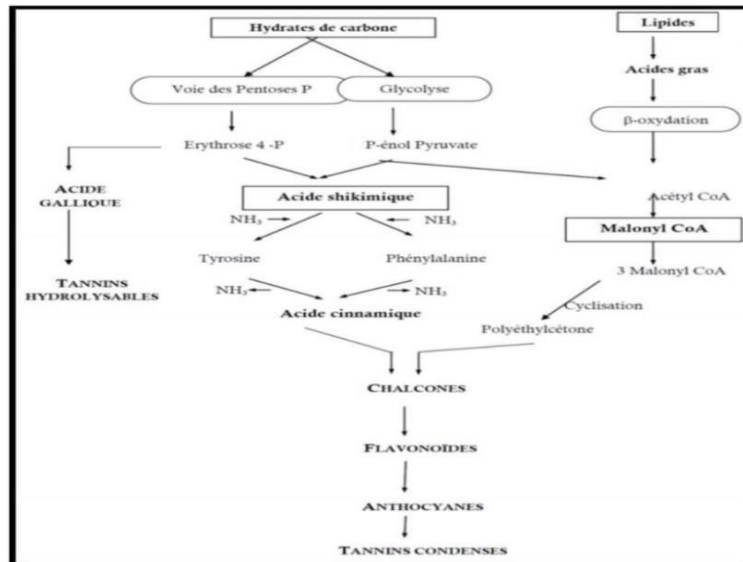 Hydrates de carbone
Lipides
Acides gras
Voie des Pentoses P
Glycolyse
β-oxydation
Erythrose 4 -P
P-énol Pyruvate
ACIDE
GALLIQUE
Acide shikimique
Acétyl CoA
NH₃
NH₃
Malonyl CoA
Tyrosine
Phénylalanine
3 Malonyl CoA
TANNINS
HYDROLYSABLES
NH₃
NH₃
Cyclisation
Acide cinnamique
Polyéthylcétone
CHALCONES
FLAVONOÏDES
ANTHOCYANES
TANNINS CONDENSES